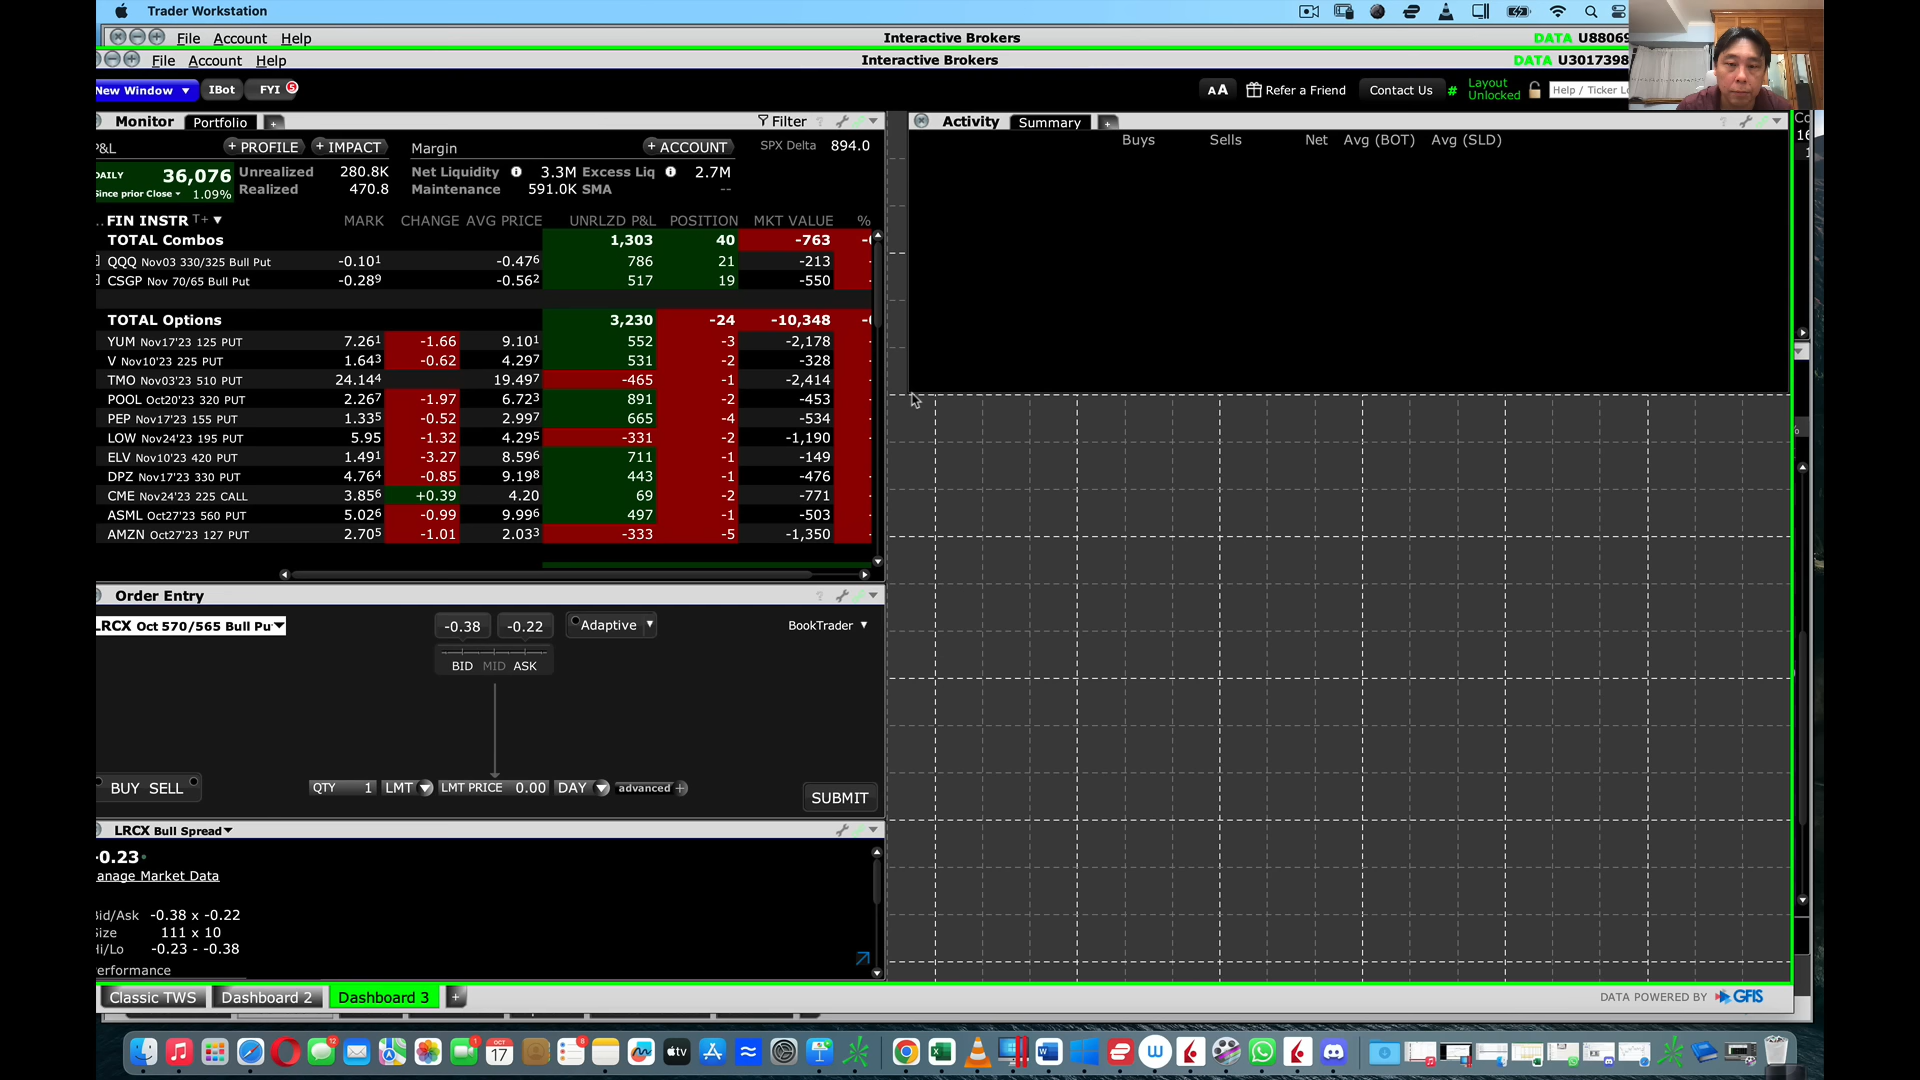 Trader Workstation
File Account Help
Interactive Brokers
DATA U8806
File Account Help
Interactive Brokers
DATA U3017398
New Window
IBot
FYI 5
AA
Refer a Friend
Contact Us
#
Layout Unlocked
Help / Ticker Lo
Monitor Portfolio + Filter ?
P&L + PROFILE + IMPACT Margin + ACCOUNT SPX Delta 894.0
DAILY 36,076 Unrealized 280.8K Net Liquidity 3.3M Excess Liq 2.7M
Since prior Close 1.09% Realized 470.8 Maintenance 591.0K SMA --
FIN INSTR T+ MARK CHANGE AVG PRICE UNRLZD P&L POSITION MKT VALUE %
TOTAL Combos 1,303 40 -763
QQQ Nov03 330/325 Bull Put -0.101 -0.476 786 21 -213
CSGP Nov 70/65 Bull Put -0.289 -0.562 517 19 -550
TOTAL Options 3,230 -24 -10,348
YUM Nov17'23 125 PUT 7.261 -1.66 9.101 552 -3 -2,178
V Nov10'23 225 PUT 1.643 -0.62 4.297 531 -2 -328
TMO Nov03'23 510 PUT 24.144 19.497 -465 -1 -2,414
POOL Oct20'23 320 PUT 2.267 -1.97 6.723 891 -2 -453
PEP Nov17'23 155 PUT 1.335 -0.52 2.997 665 -4 -534
LOW Nov24'23 195 PUT 5.95 -1.32 4.295 -331 -2 -1,190
ELV Nov10'23 420 PUT 1.491 -3.27 8.596 711 -1 -149
DPZ Nov17'23 330 PUT 4.764 -0.85 9.198 443 -1 -476
CME Nov24'23 225 CALL 3.856 +0.39 4.20 69 -2 -771
ASML Oct27'23 560 PUT 5.026 -0.99 9.996 497 -1 -503
AMZN Oct27'23 127 PUT 2.705 -1.01 2.033 -333 -5 -1,350
Activity Summary + ?
Buys Sells Net Avg (BOT) Avg (SLD)
Order Entry ?
LRCX Oct 570/565 Bull Pu
-0.38 -0.22 Adaptive BookTrader
BID MID ASK
BUY SELL QTY 1 LMT LMT PRICE 0.00 DAY advanced + SUBMIT
LRCX Bull Spread
-0.23
anage Market Data
Bid/Ask -0.38 x -0.22
Size 111 x 10
Hi/Lo -0.23 - -0.38
erformance
Classic TWS Dashboard 2 Dashboard 3 +
DATA POWERED BY GFIS
12
1
OCT
17
8
tv